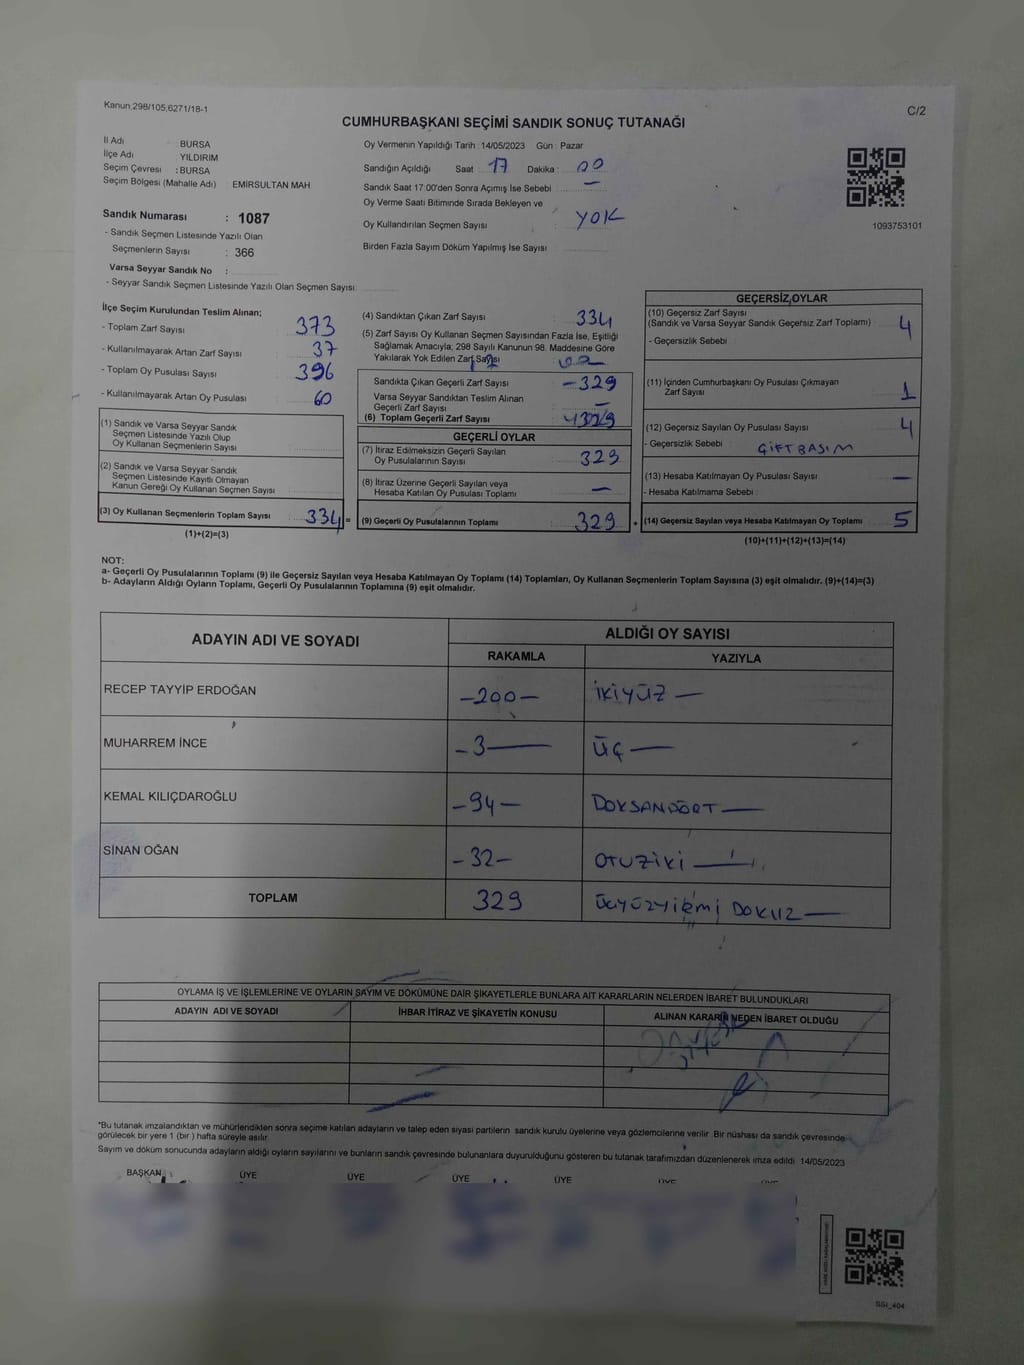 Kanun,298/105,6271/18-1
C/2
CUMHURBAŞKANI SEÇİMİ SANDIK SONUÇ TUTANAĞI
İl Adı : BURSA
İlçe Adı YILDIRIM
Seçim Çevresi : BURSA
Seçim Bölgesi (Mahalle Adı) : EMİRSULTAN MAH
Sandık Numarası : 1087
- Sandık Seçmen Listesinde Yazılı Olan
Seçmenlerin Sayısı : 366
Varsa Seyyar Sandık No :
- Seyyar Sandık Seçmen Listesinde Yazılı Olan Seçmen Sayısı:
Oy Vermenin Yapıldığı Tarih : 14/05/2023 Gün : Pazar
Sandığın Açıldığı Saat : 17 Dakika : 00
Sandık Saat 17:00'den Sonra Açılmış İse Sebebi —
Oy Verme Saati Bitiminde Sırada Bekleyen ve
Oy Kullandırılan Seçmen Sayısı : YOK
Birden Fazla Sayım Döküm Yapılmış İse Sayısı
1093753101
İlçe Seçim Kurulundan Teslim Alınan;
- Toplam Zarf Sayısı 373
- Kullanılmayarak Artan Zarf Sayısı 37
- Toplam Oy Pusulası Sayısı 396
- Kullanılmayarak Artan Oy Pusulası 60
(1) Sandık ve Varsa Seyyar Sandık
Seçmen Listesinde Yazılı Olup
Oy Kullanan Seçmenlerin Sayısı
(2) Sandık ve Varsa Seyyar Sandık
Seçmen Listesinde Kayıtlı Olmayan
Kanun Gereği Oy Kullanan Seçmen Sayısı
(3) Oy Kullanan Seçmenlerin Toplam Sayısı 334 =
(1)+(2)=(3)
(4) Sandıktan Çıkan Zarf Sayısı : 334
(5) Zarf Sayısı Oy Kullanan Seçmen Sayısından Fazla İse, Eşitliği
Sağlamak Amacıyla; 298 Sayılı Kanunun 98. Maddesine Göre
Yakılarak Yok Edilen Zarf Sayısı
Sandıkta Çıkan Geçerli Zarf Sayısı -329
Varsa Seyyar Sandıktan Teslim Alınan
Geçerli Zarf Sayısı —
(6) Toplam Geçerli Zarf Sayısı
GEÇERLİ OYLAR
(7) İtiraz Edilmeksizin Geçerli Sayılan
Oy Pusulalarının Sayısı : 329
(8) İtiraz Üzerine Geçerli Sayılan veya
Hesaba Katılan Oy Pusulası Toplamı —
(9) Geçerli Oy Pusulalarının Toplamı : 329 +
GEÇERSİZ OYLAR
(10) Geçersiz Zarf Sayısı
(Sandık ve Varsa Seyyar Sandık Geçersiz Zarf Toplamı) 4
- Geçersizlik Sebebi :
(11) İçinden Cumhurbaşkanı Oy Pusulası Çıkmayan
Zarf Sayısı 1
(12) Geçersiz Sayılan Oy Pusulası Sayısı 4
- Geçersizlik Sebebi : ÇİFT BASIM
(13) Hesaba Katılmayan Oy Pusulası Sayısı —
- Hesaba Katılmama Sebebi :
(14) Geçersiz Sayılan veya Hesaba Katılmayan Oy Toplamı 5
(10)+(11)+(12)+(13)=(14)
NOT:
a- Geçerli Oy Pusulalarının Toplamı (9) ile Geçersiz Sayılan veya Hesaba Katılmayan Oy Toplamı (14) Toplamları, Oy Kullanan Seçmenlerin Toplam Sayısına (3) eşit olmalıdır. (9)+(14)=(3)
b- Adayların Aldığı Oyların Toplamı, Geçerli Oy Pusulalarının Toplamına (9) eşit olmalıdır.
ADAYIN ADI VE SOYADI
ALDIĞI OY SAYISI
RAKAMLA YAZIYLA
RECEP TAYYİP ERDOĞAN -200- İKİYÜZ —
MUHARREM İNCE -3— ÜÇ —
KEMAL KILIÇDAROĞLU -94- DOKSANDÖRT —
SİNAN OĞAN -32- OTUZİKİ —
TOPLAM 329 ÜÇYÜZYİRMİ DOKUZ —
OYLAMA İŞ VE İŞLEMLERİNE VE OYLARIN SAYIM VE DÖKÜMÜNE DAİR ŞİKAYETLERLE BUNLARA AİT KARARLARIN NELERDEN İBARET BULUNDUKLARI
ADAYIN ADI VE SOYADI İHBAR İTİRAZ VE ŞİKAYETİN KONUSU ALINAN KARARIN NEDEN İBARET OLDUĞU
*Bu tutanak imzalandıktan ve mühürlendikten sonra seçime katılan adayların ve talep eden siyasi partilerin sandık kurulu üyelerine veya gözlemcilerine verilir. Bir nüshası da sandık çevresinde
görülecek bir yere 1 (bir) hafta süreyle asılır.
Sayım ve döküm sonucunda adayların aldığı oyların sayılarını ve bunların sandık çevresinde bulunanlara duyurulduğunu gösteren bu tutanak tarafımızdan düzenlenerek imza edildi. 14/05/2023
BAŞKAN ÜYE ÜYE ÜYE ÜYE ÜYE
SSI_404